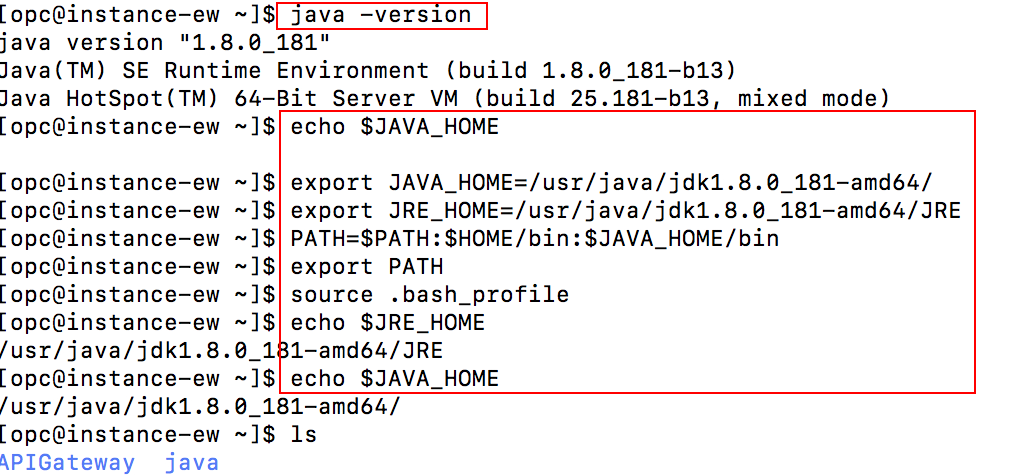 [opc@instance-ew ~]$ java -version
java version "1.8.0_181"
Java(TM) SE Runtime Environment (build 1.8.0_181-b13)
Java HotSpot(TM) 64-Bit Server VM (build 25.181-b13, mixed mode)
[opc@instance-ew ~]$ echo $JAVA_HOME
[opc@instance-ew ~]$ export JAVA_HOME=/usr/java/jdk1.8.0_181-amd64/
[opc@instance-ew ~]$ export JRE_HOME=/usr/java/jdk1.8.0_181-amd64/JRE
[opc@instance-ew ~]$ PATH=$PATH:$HOME/bin:$JAVA_HOME/bin
[opc@instance-ew ~]$ export PATH
[opc@instance-ew ~]$ source .bash_profile
[opc@instance-ew ~]$ echo $JRE_HOME
/usr/java/jdk1.8.0_181-amd64/JRE
[opc@instance-ew ~]$ echo $JAVA_HOME
/usr/java/jdk1.8.0_181-amd64/
[opc@instance-ew ~]$ ls
APIGateway java